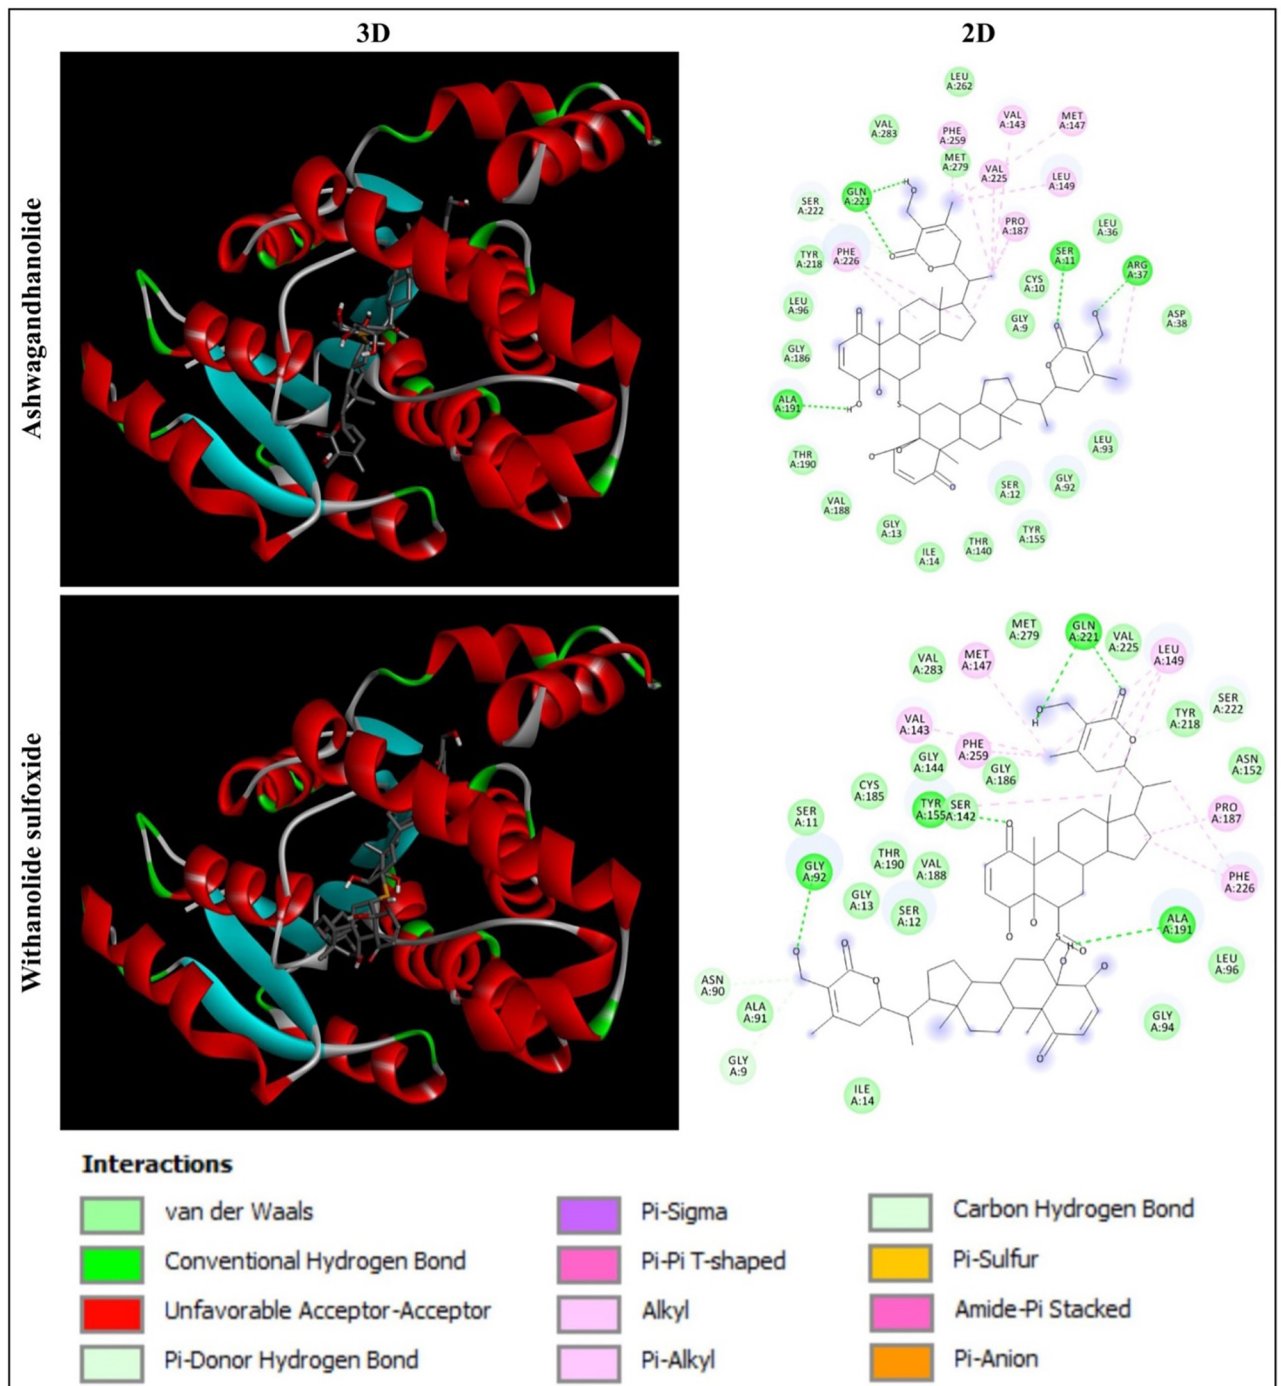 3D
2D
Ashwagandhanolide
LEU
A:262
VAL
A:283
PHE
A:259
VAL
A:143
MET
A:147
MET
A:279
VAL
A:225
LEU
A:149
GLN
A:221
SER
A:222
PRO
A:187
LEU
A:36
TYR
A:218
PHE
A:226
SER
A:11
ARG
A:37
CYS
A:10
LEU
A:96
GLY
A:9
ASP
A:38
GLY
A:186
ALA
A:191
THR
A:190
LEU
A:93
VAL
A:188
SER
A:12
GLY
A:92
GLY
A:13
ILE
A:14
THR
A:140
TYR
A:155
H
O
O
O
O
O
O
O
O
H
O
O
S
O
O
O
Withanolide sulfoxide
MET
A:279
GLN
A:221
VAL
A:225
LEU
A:149
VAL
A:283
MET
A:147
SER
A:222
TYR
A:218
VAL
A:143
PHE
A:259
GLY
A:144
GLY
A:186
ASN
A:152
CYS
A:185
TYR
A:155
SER
A:142
PRO
A:187
SER
A:11
GLY
A:92
THR
A:190
VAL
A:188
PHE
A:226
GLY
A:13
SER
A:12
ALA
A:191
LEU
A:96
ASN
A:90
ALA
A:91
GLY
A:94
GLY
A:9
ILE
A:14
O
H
O
O
O
O
O
S
H
O
O
O
O
O
O
O
Interactions
van der Waals
Conventional Hydrogen Bond
Unfavorable Acceptor-Acceptor
Pi-Donor Hydrogen Bond
Pi-Sigma
Pi-Pi T-shaped
Alkyl
Pi-Alkyl
Carbon Hydrogen Bond
Pi-Sulfur
Amide-Pi Stacked
Pi-Anion